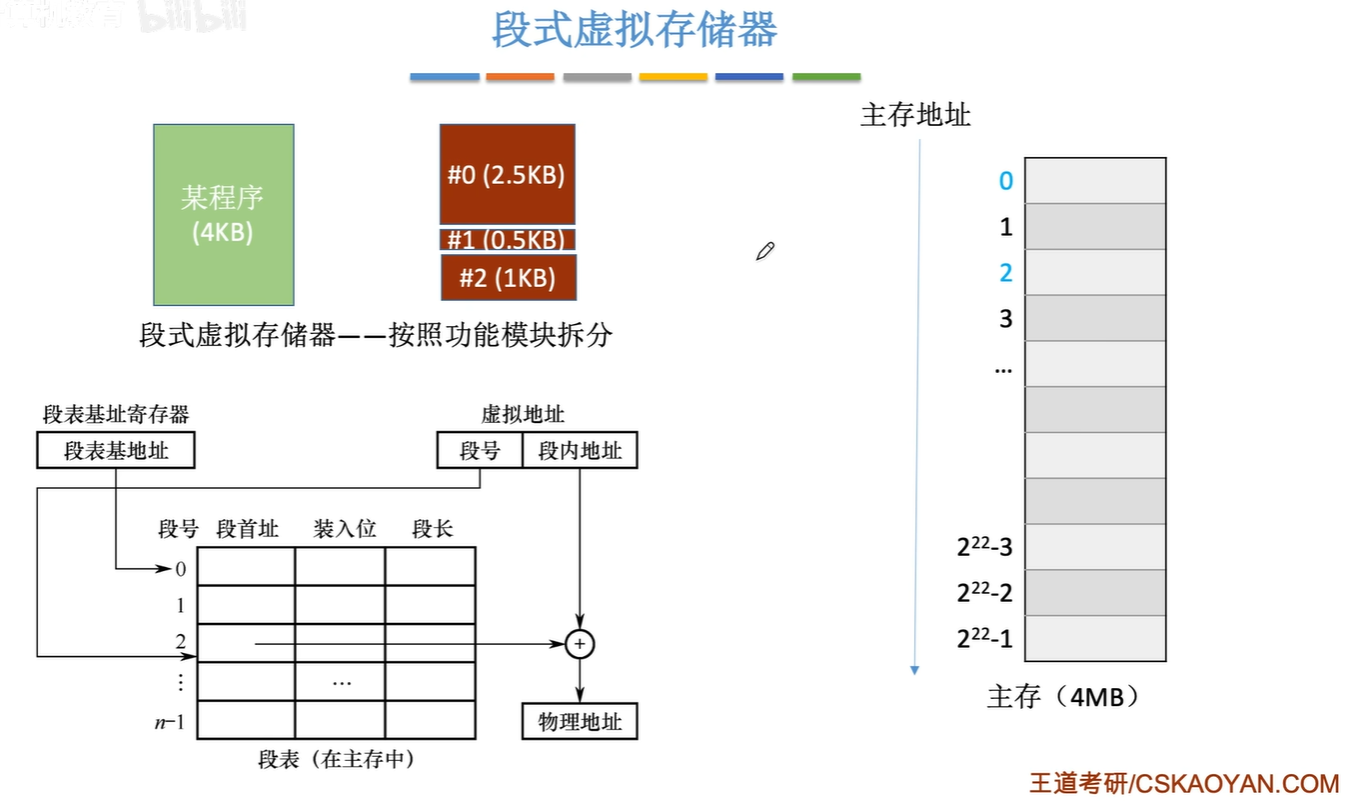 bilibili
段式虚拟存储器
某程序
(4KB)
#0 (2.5KB)
#1 (0.5KB)
#2 (1KB)
段式虚拟存储器——按照功能模块拆分
段表基址寄存器
段表基地址
虚拟地址
段号 段内地址
段号 段首址 装入位 段长
0
1
2
⋮ …
n−1
段表（在主存中）
+
物理地址
主存地址
0
1
2
3
...
2²²-3
2²²-2
2²²-1
主存（4MB）
王道考研/CSKAOYAN.COM